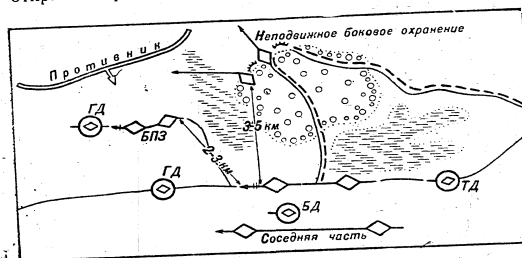 Неподвижное боковое охранение
Противник
ГД
БПЗ
3-5 км
2-3 км
ГД
ТД
БД
Соседняя часть